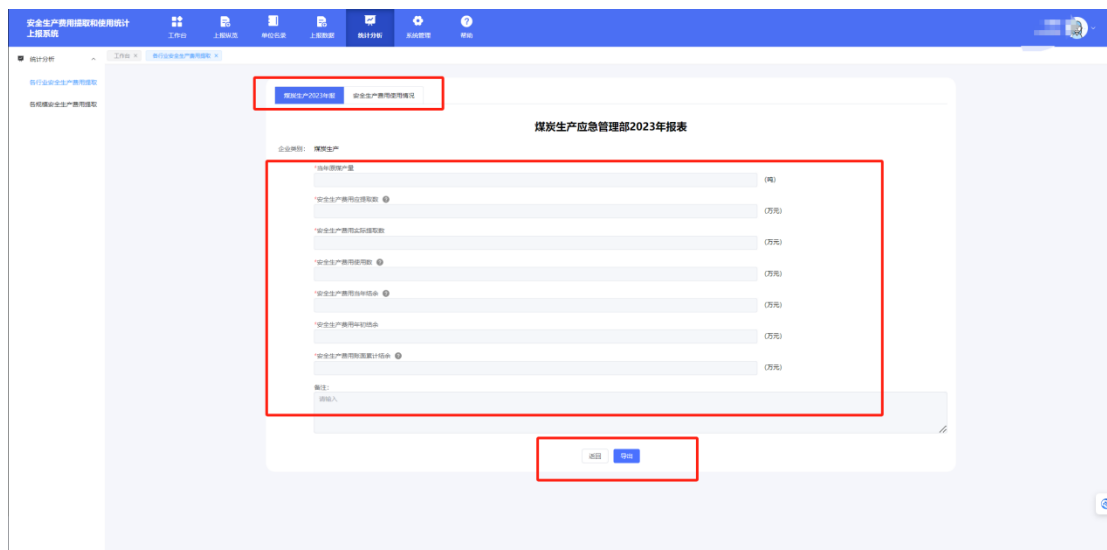 安全生产费用提取和使用统计
上报系统
工作台
上报规范
单位名录
上报数据
统计分析
系统管理
帮助
统计分析
工作台 ×
各行业安全生产费用提取 ×
各行业安全生产费用提取
各规模安全生产费用提取
煤炭生产2023年报
安全生产费用使用情况
煤炭生产应急管理部2023年报表
企业类别： 煤炭生产
*当年原煤产量
(吨)
*安全生产费用应提取数
(万元)
*安全生产费用实际提取数
(万元)
*安全生产费用使用数
(万元)
*安全生产费用当年结余
(万元)
*安全生产费用年初结余
(万元)
*安全生产费用账面累计结余
(万元)
备注：
请输入
返回
导出